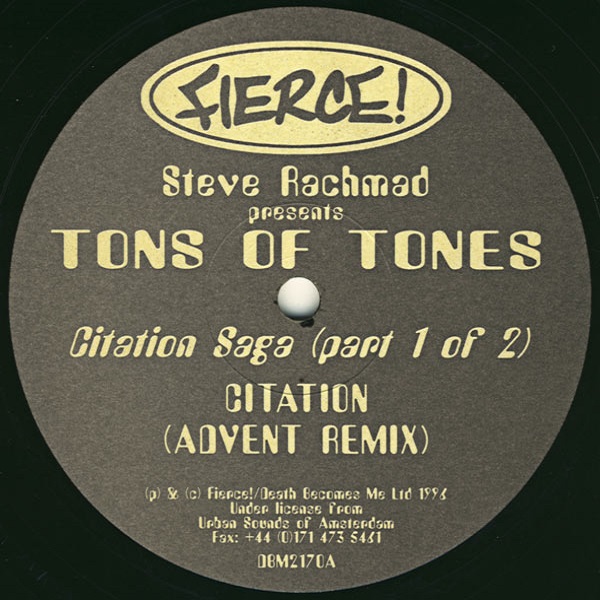 FIERCE!
Steve Rachmad
presents
TONS OF TONES
Citation Saga (part 1 of 2)
CITATION
(ADVENT REMIX)
(p) & (c) Fierce!/Death Becomes Me Ltd 1996
Under license from
Urban Sounds of Amsterdam
Fax: +44 (0)171 473 5461
DBM2170A